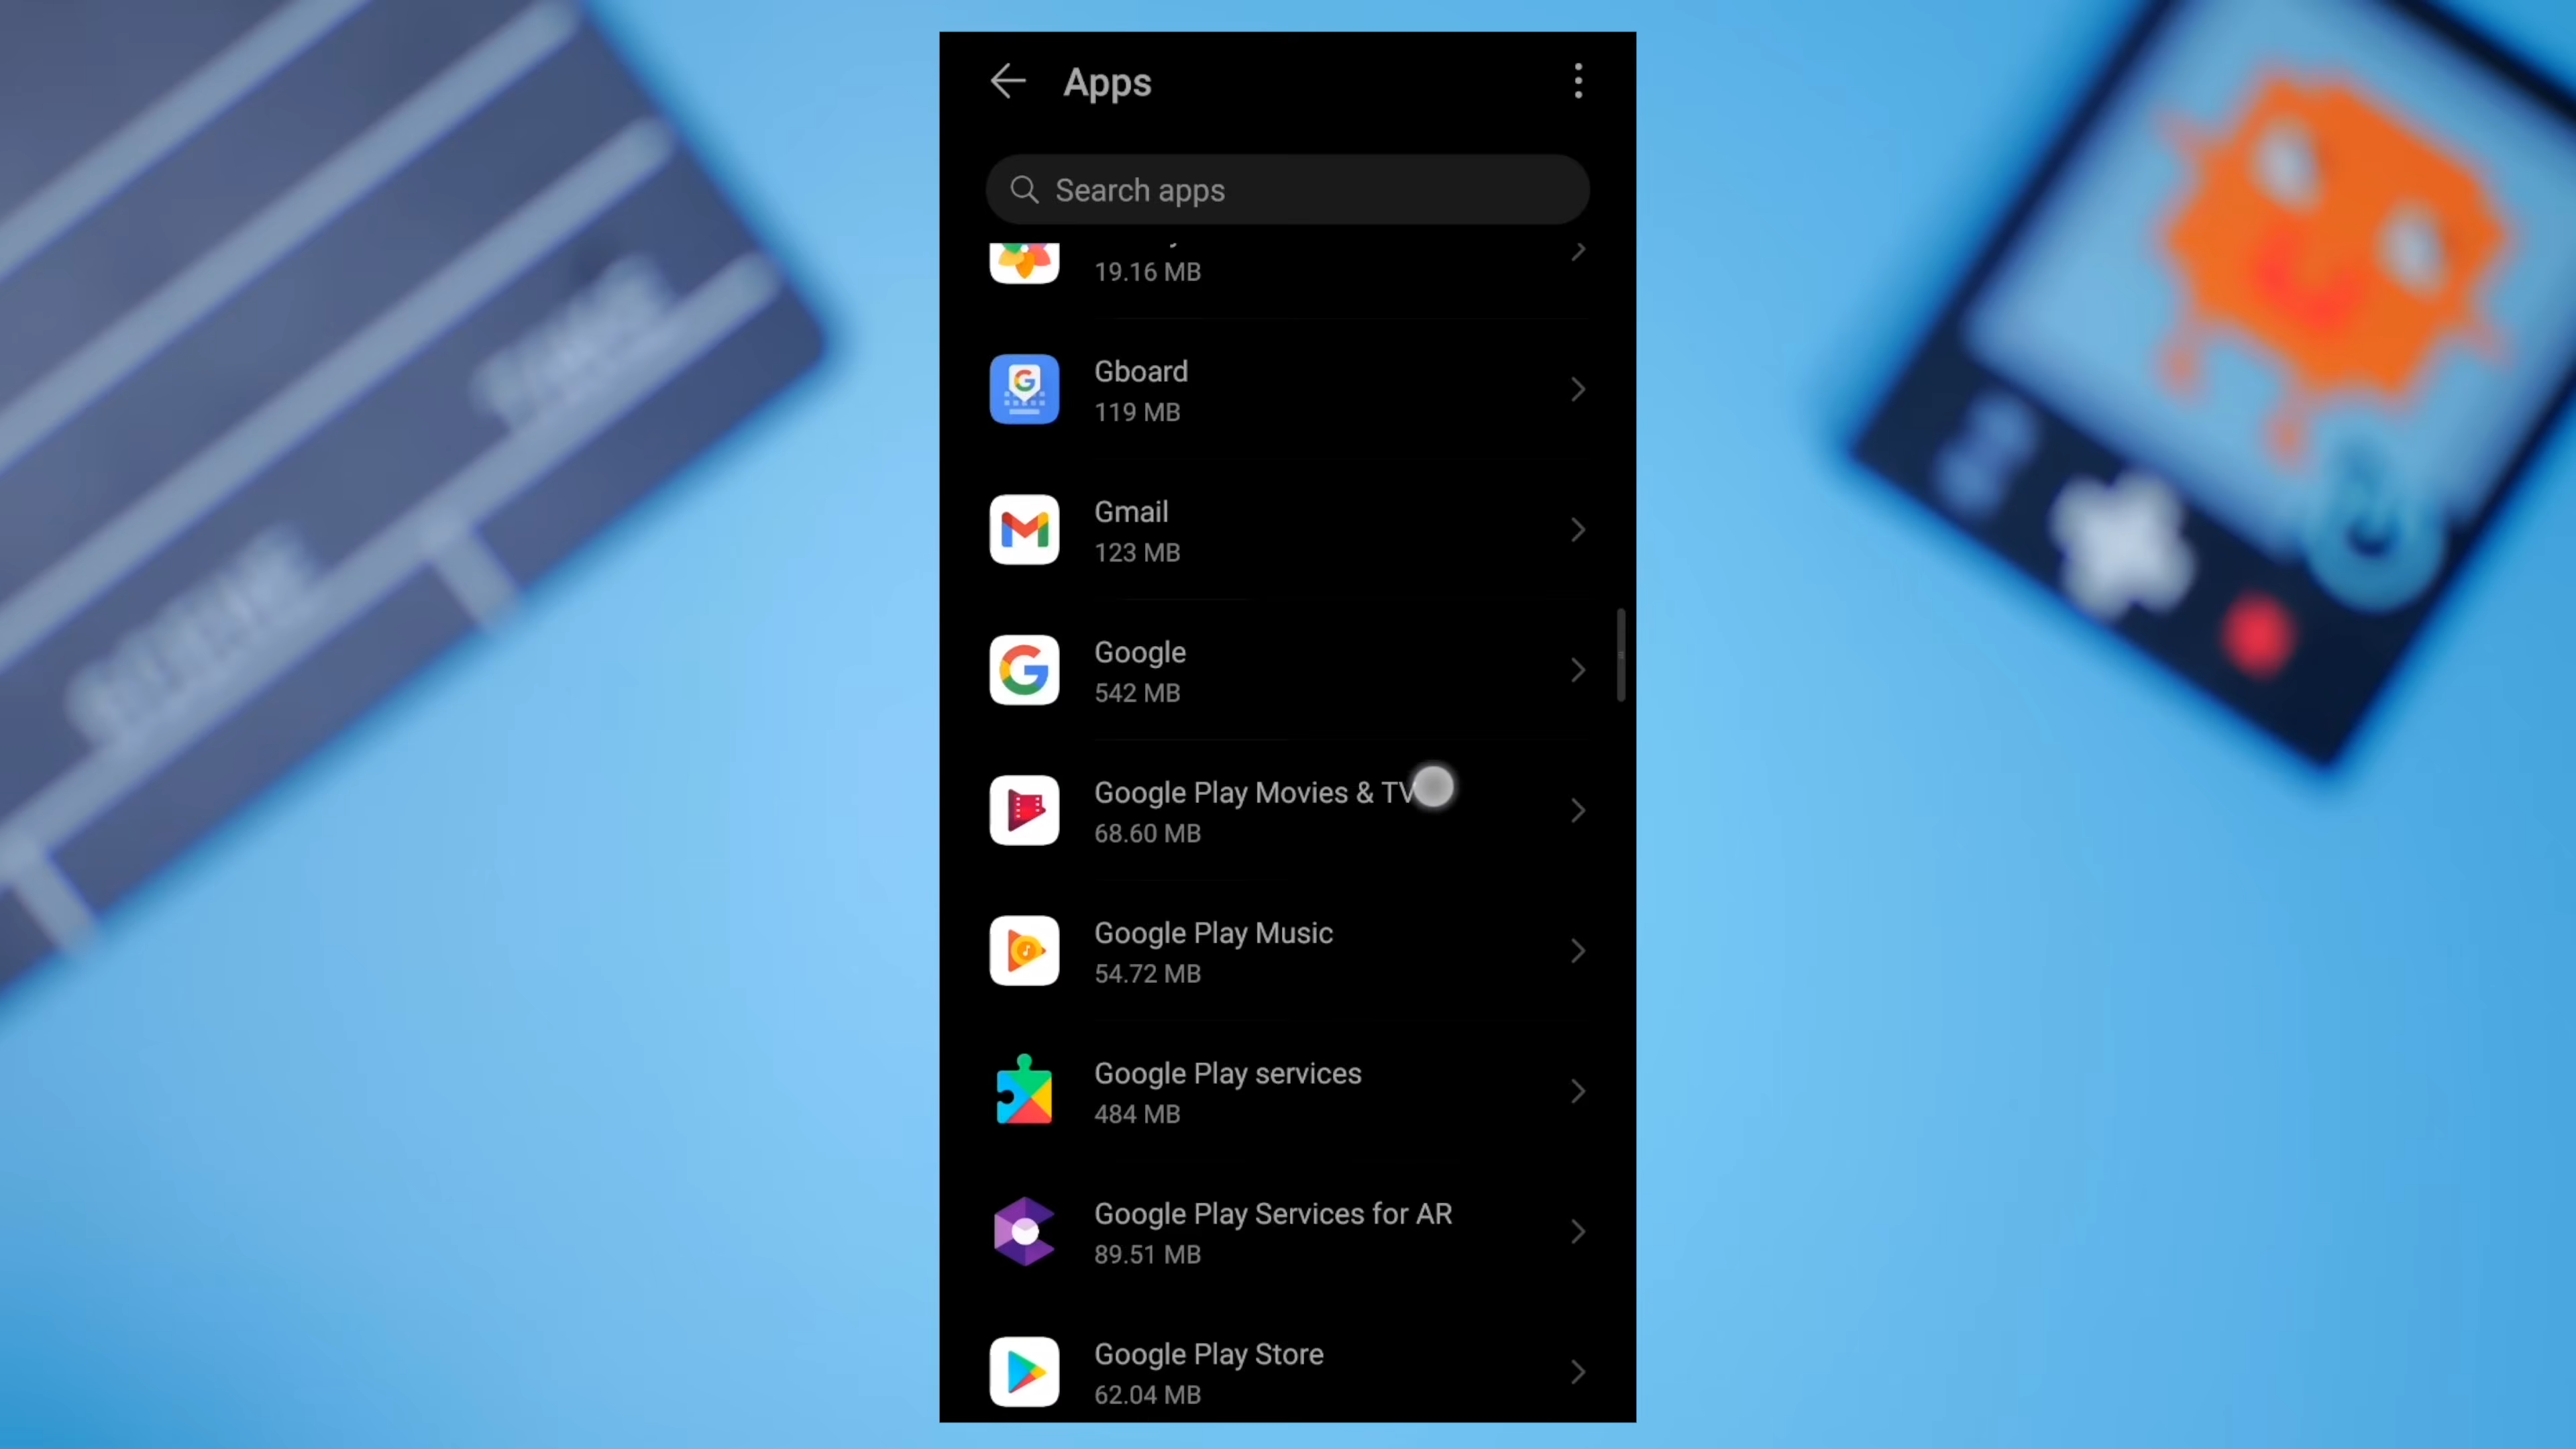 Apps
Search apps
19.16 MB
Gboard
119 MB
Gmail
123 MB
Google
542 MB
Google Play Movies & TV
68.60 MB
Google Play Music
54.72 MB
Google Play services
484 MB
Google Play Services for AR
89.51 MB
Google Play Store
62.04 MB